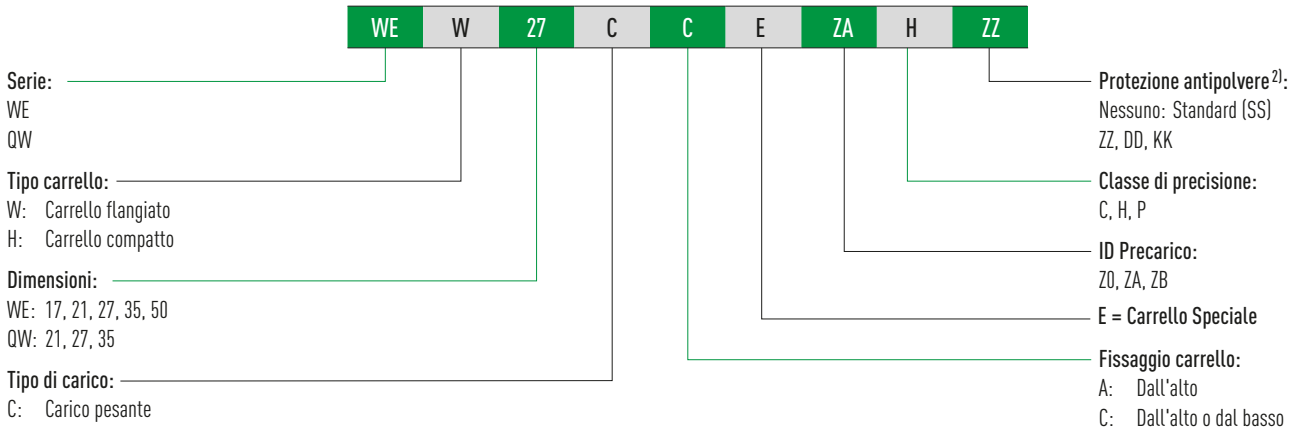 WE W 27 C C E ZA H ZZ
Serie:
WE
QW
Tipo carrello:
W: Carrello flangiato
H: Carrello compatto
Dimensioni:
WE: 17, 21, 27, 35, 50
QW: 21, 27, 35
Tipo di carico:
C: Carico pesante
Protezione antipolvere 2):
Nessuno: Standard (SS)
ZZ, DD, KK
Classe di precisione:
C, H, P
ID Precarico:
Z0, ZA, ZB
E = Carrello Speciale
Fissaggio carrello:
A: Dall'alto
C: Dall'alto o dal basso